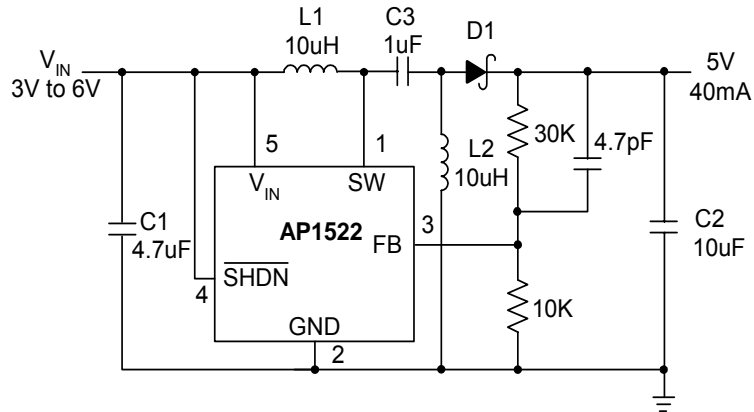 L1
10uH
C3
1uF
D1
V_IN
3V to 6V
5V
40mA
5
1
L2
10uH
30K
4.7pF
V_IN
SW
AP1522
3
FB
C1
4.7uF
C2
10uF
4
SHDN
10K
GND
2